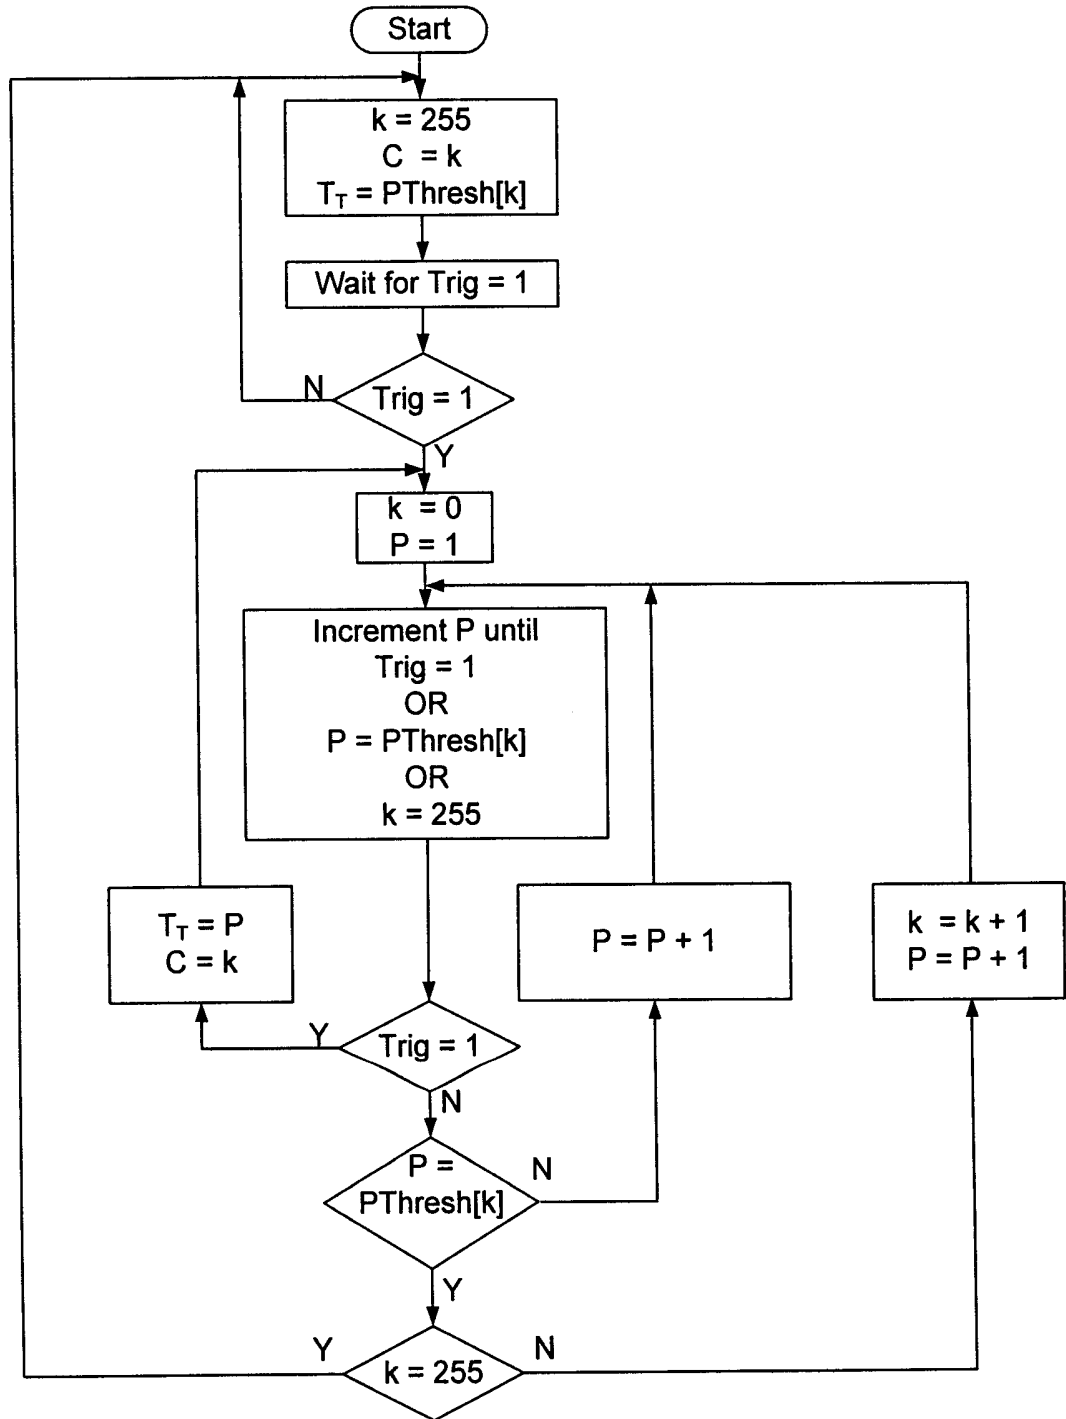 Start
k = 255
C = k
T_T = PThresh[k]
Wait for Trig = 1
N
Trig = 1
Y
k = 0
P = 1
Increment P until
Trig = 1
OR
P = PThresh[k]
OR
k = 255
T_T = P
C = k
P = P + 1
k = k + 1
P = P + 1
Y
Trig = 1
N
P =
PThresh[k]
N
Y
Y
k = 255
N